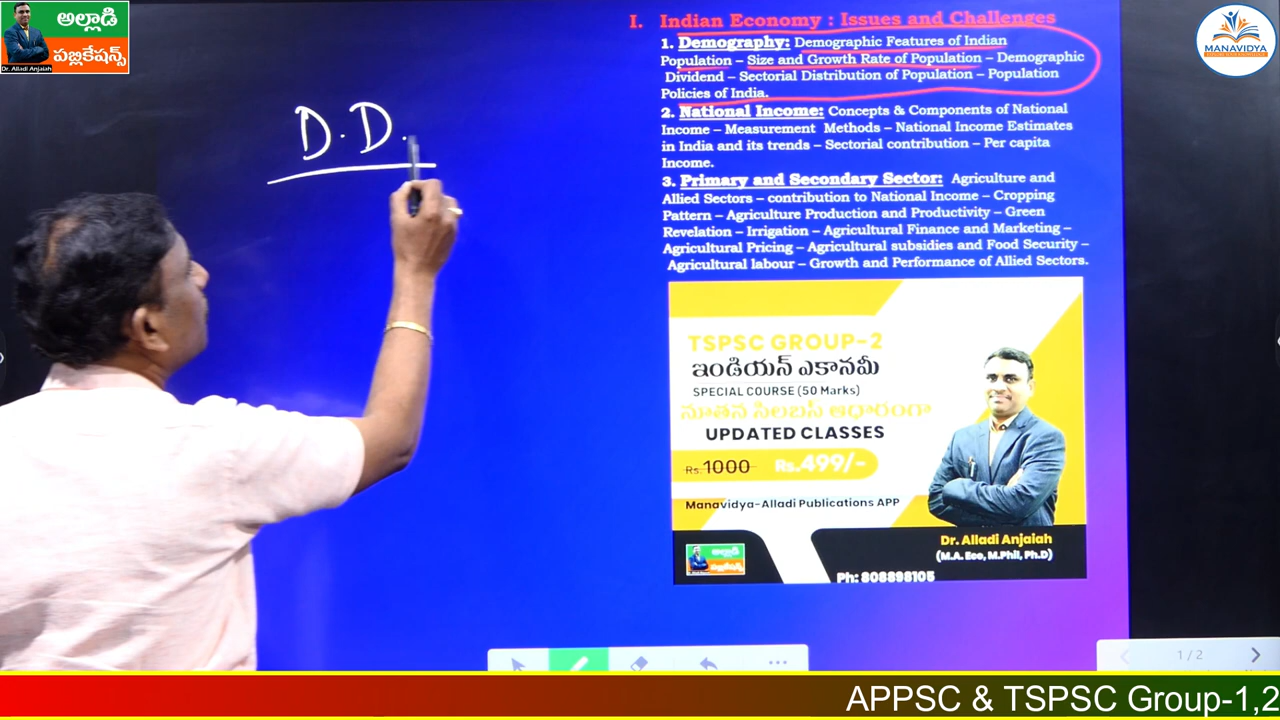 అల్లాడి
పబ్లికేషన్స్
Dr. Alladi Anjaiah
D.D.
I. Indian Economy : Issues and Challenges
1. Demography: Demographic Features of Indian
Population – Size and Growth Rate of Population – Demographic
Dividend – Sectorial Distribution of Population – Population
Policies of India.
2. National Income: Concepts & Components of National
Income – Measurement Methods – National Income Estimates
in India and its trends – Sectorial contribution – Per capita
Income.
3. Primary and Secondary Sector: Agriculture and
Allied Sectors – contribution to National Income – Cropping
Pattern – Agriculture Production and Productivity – Green
Revelation – Irrigation – Agricultural Finance and Marketing –
Agricultural Pricing – Agricultural subsidies and Food Security –
Agricultural labour – Growth and Performance of Allied Sectors.
TSPSC GROUP-2
ఇండియన్ ఎకానమీ
SPECIAL COURSE (50 Marks)
నూతన సిలబస్ ఆధారంగా
UPDATED CLASSES
Rs.1000 Rs.499/-
Manavidya-Alladi Publications APP
అల్లాడి
పబ్లికేషన్స్
Dr. Alladi Anjaiah
(M.A. Eco, M.Phil, Ph.D)
Ph: 808898105
MANAVIDYA
1 / 2
APPSC & TSPSC Group-1,2